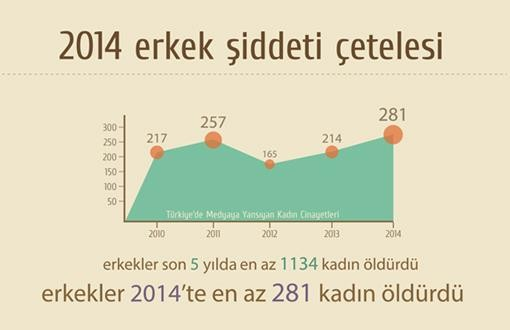 2014 erkek şiddeti çetelesi
281
257
217
214
165
300
250
200
150
100
50
Türkiye'de Medyaya Yansıyan Kadın Cinayetleri
2010 2011 2012 2013 2014
erkekler son 5 yılda en az 1134 kadın öldürdü
erkekler 2014'te en az 281 kadın öldürdü